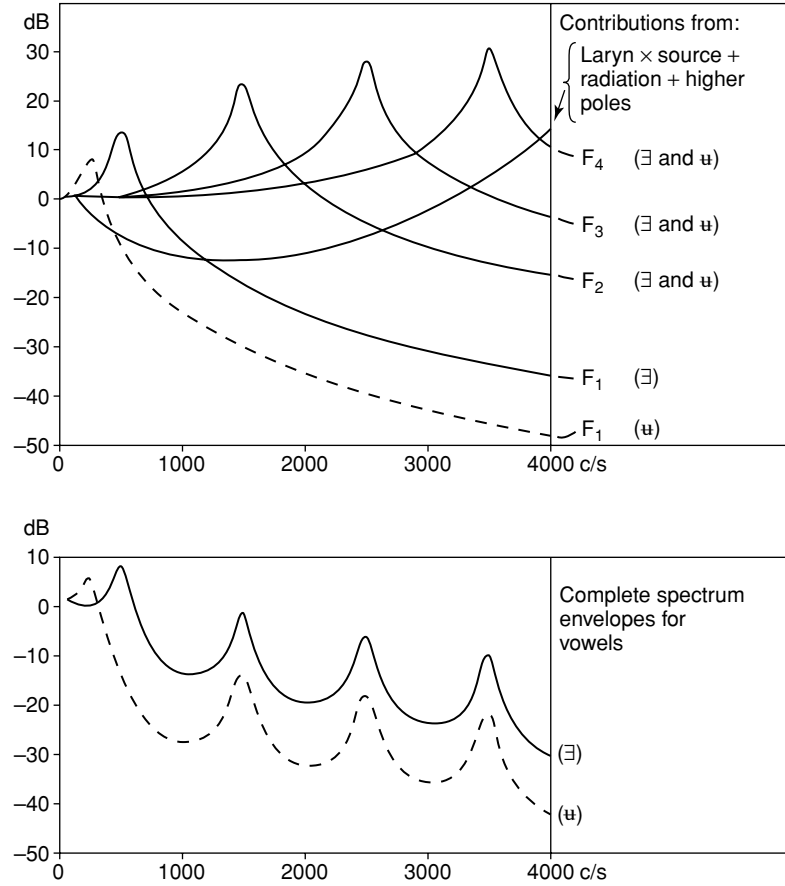 dB
30
20
10
0
–10
–20
–30
–40
–50
0 1000 2000 3000 4000 c/s
Contributions from:
Laryn × source +
radiation + higher
poles
F₄ (∃ and ʉ)
F₃ (∃ and ʉ)
F₂ (∃ and ʉ)
F₁ (∃)
F₁ (ʉ)
dB
10
0
–10
–20
–30
–40
–50
0 1000 2000 3000 4000 c/s
Complete spectrum
envelopes for
vowels
(∃)
(ʉ)